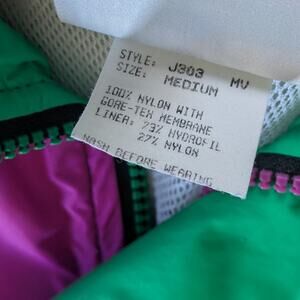 STYLE: J303 MV
SIZE: MEDIUM
100% NYLON WITH
GORE-TEX MEMBRANE
LINER: 73% HYDROFIL
27% NYLON
WASH BEFORE WEARING